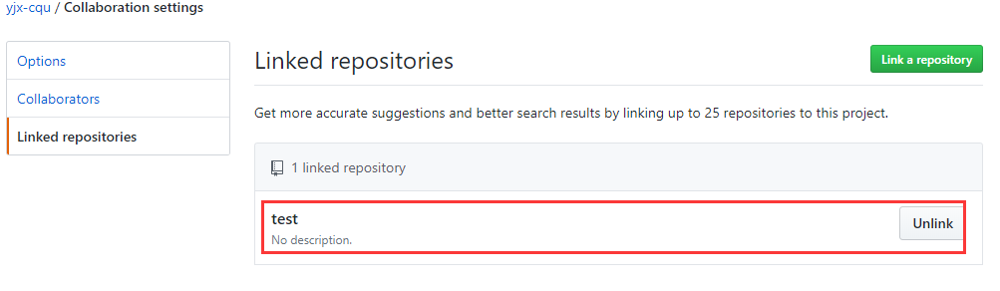 yjx-cqu / Collaboration settings
Options
Collaborators
Linked repositories
Linked repositories
Link a repository
Get more accurate suggestions and better search results by linking up to 25 repositories to this project.
1 linked repository
test
No description.
Unlink